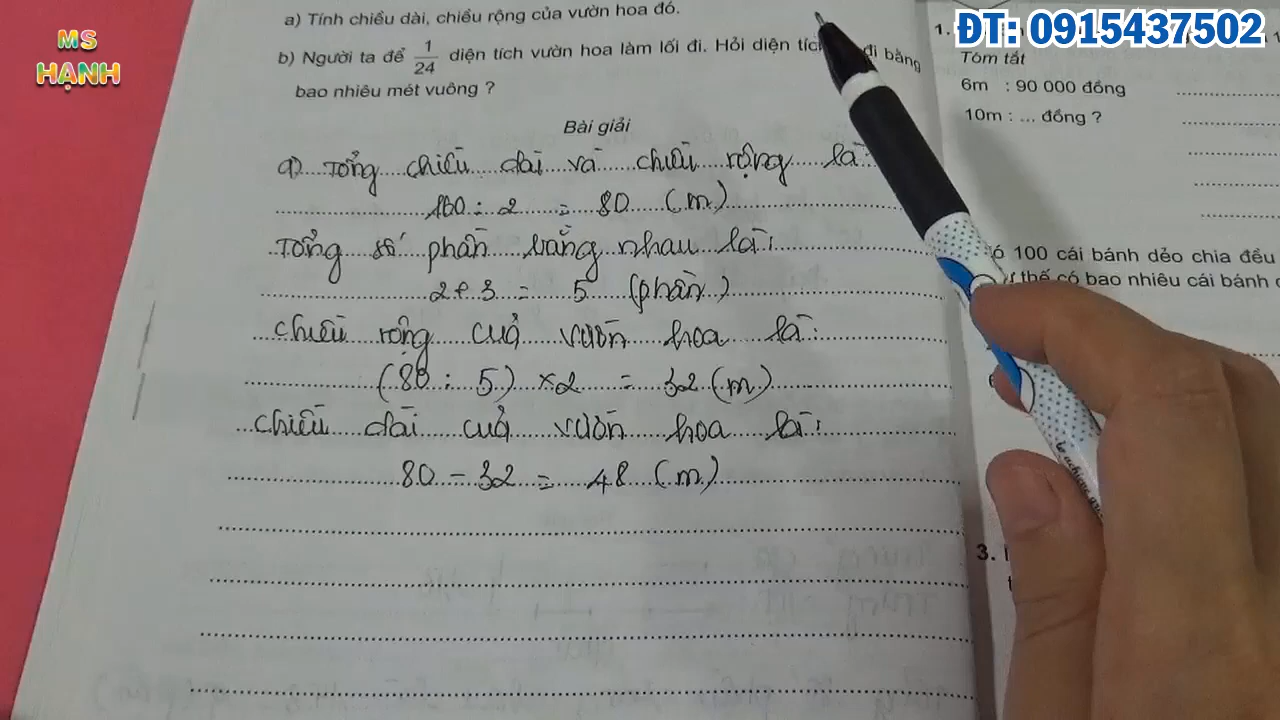 MS
HẠNH
ĐT: 0915437502
a) Tính chiều dài, chiều rộng của vườn hoa đó.
b) Người ta để 1/24 diện tích vườn hoa làm lối đi. Hỏi diện tích đi bằng
bao nhiêu mét vuông ?
Bài giải
a) Tổng chiều dài và chiều rộng là:
160 : 2 = 80 (m)
Tổng số phần bằng nhau là:
2 + 3 = 5 (phần)
chiều rộng của vườn hoa là:
(80 : 5) × 2 = 32 (m)
chiều dài của vườn hoa là:
80 - 32 = 48 (m)
1.
Tóm tắt
6m : 90 000 đồng
10m : ... đồng ?
100 cái bánh dẻo chia đều
thế có bao nhiêu cái bánh
3.